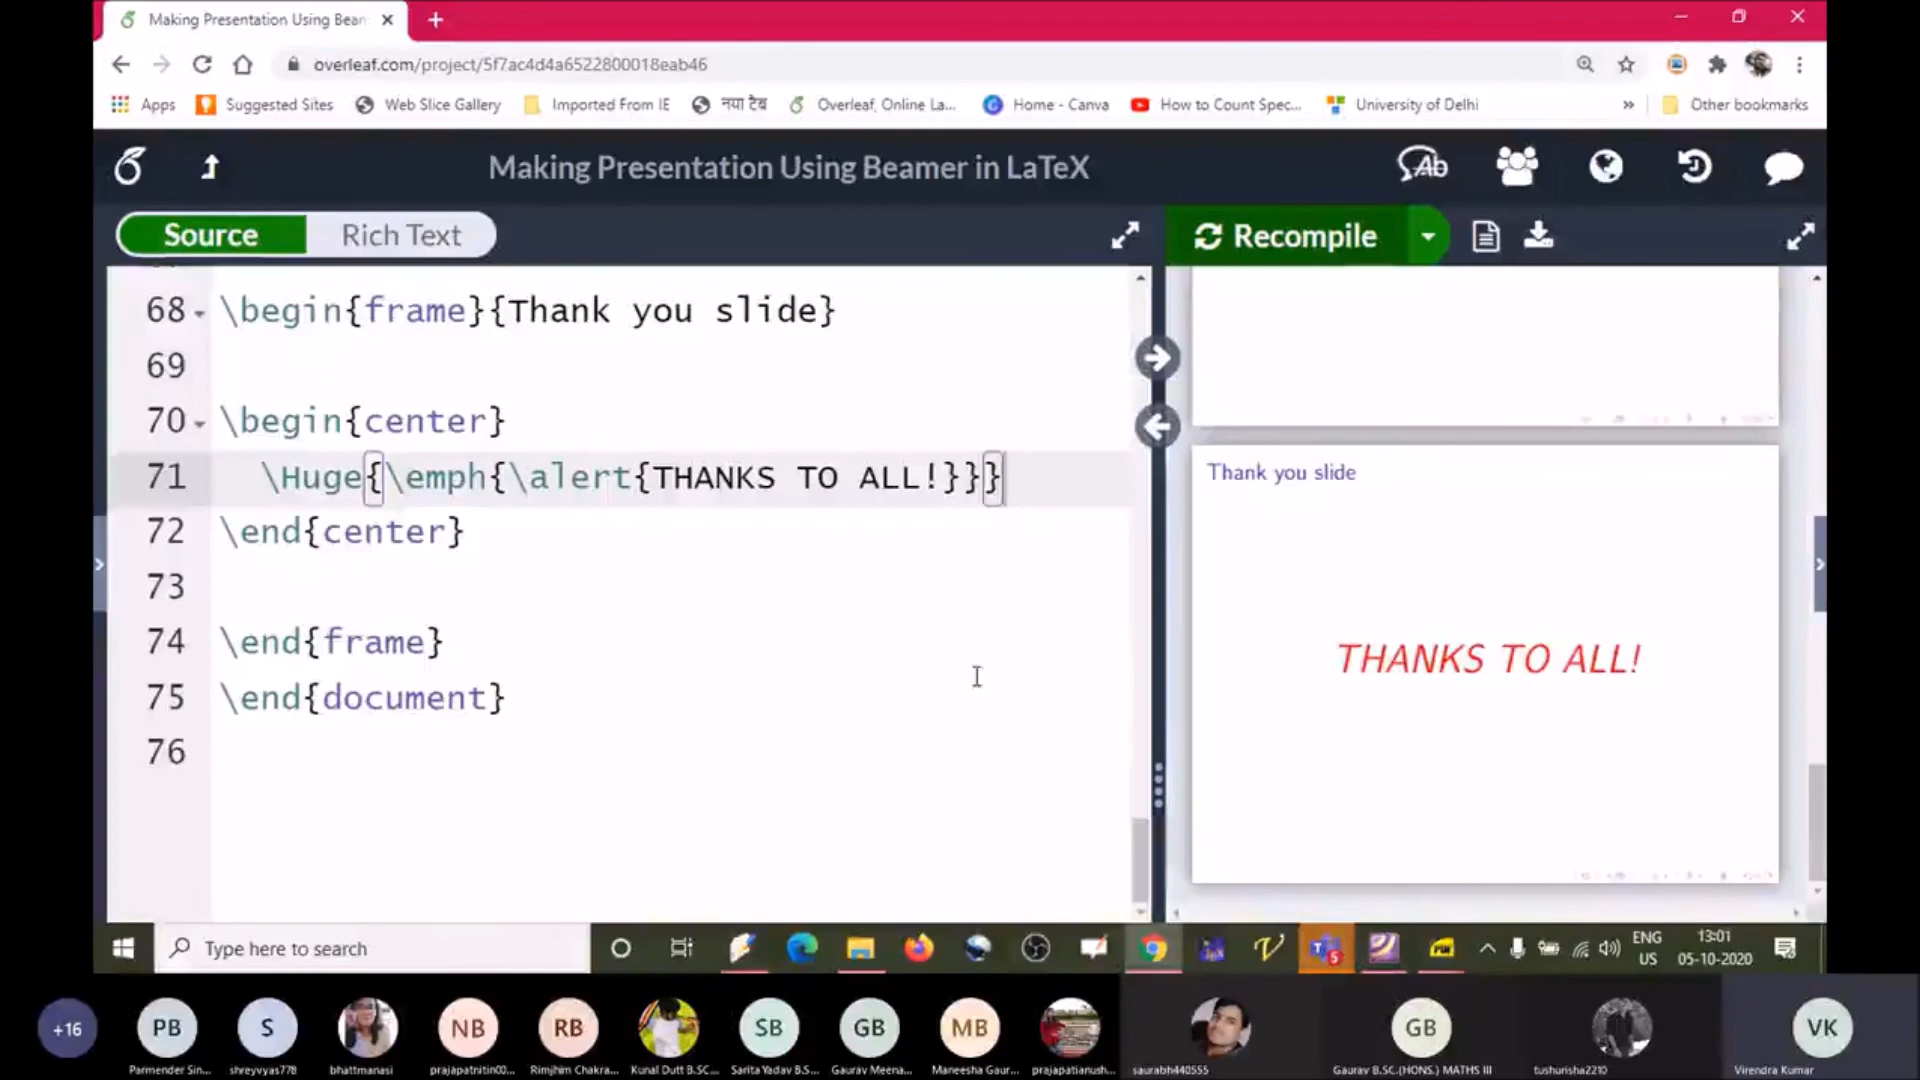 Making Presentation Using Bean
overleaf.com/project/5f7ac4d4a6522800018eab46
Apps Suggested Sites Web Slice Gallery Imported From IE नया टैब Overleaf, Online La... Home - Canva How to Count Spec... University of Delhi » Other bookmarks
Making Presentation Using Beamer in LaTeX
Ab
Source Rich Text Recompile
68 \begin{frame}{Thank you slide}
69
70 \begin{center}
71 \Huge{\emph{\alert{THANKS TO ALL!}}}
72 \end{center}
73
74 \end{frame}
75 \end{document}
76
Thank you slide
THANKS TO ALL!
Type here to search
5
ENG
US
13:01
05-10-2020
+16 PB S NB RB SB GB MB GB VK
Parmender Sin... shreyvyas778 bhattmanasi prajapatnitin00... Rimjhim Chakra... Kunal Dutt B.SC... Sarita Yadav B.S... Gaurav Meena... Maneesha Gaur... prajapatianush... saurabh440555 Gaurav B.SC.(HONS.) MATHS III tushurisha2210 Virendra Kumar